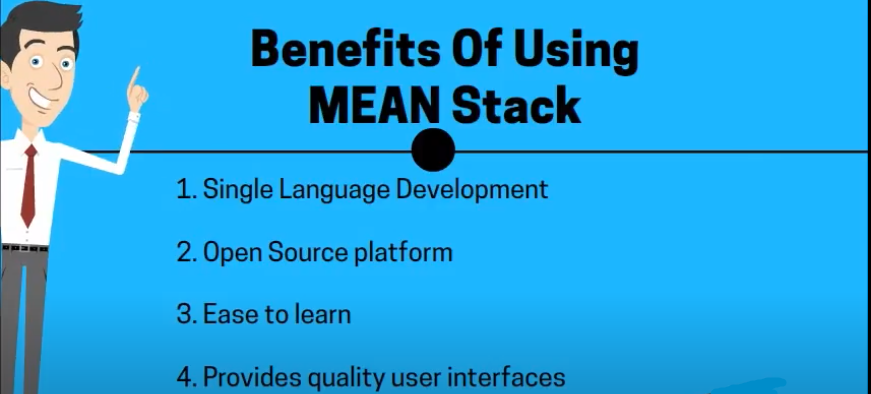 Benefits Of Using
MEAN Stack
1. Single Language Development
2. Open Source platform
3. Ease to learn
4. Provides quality user interfaces